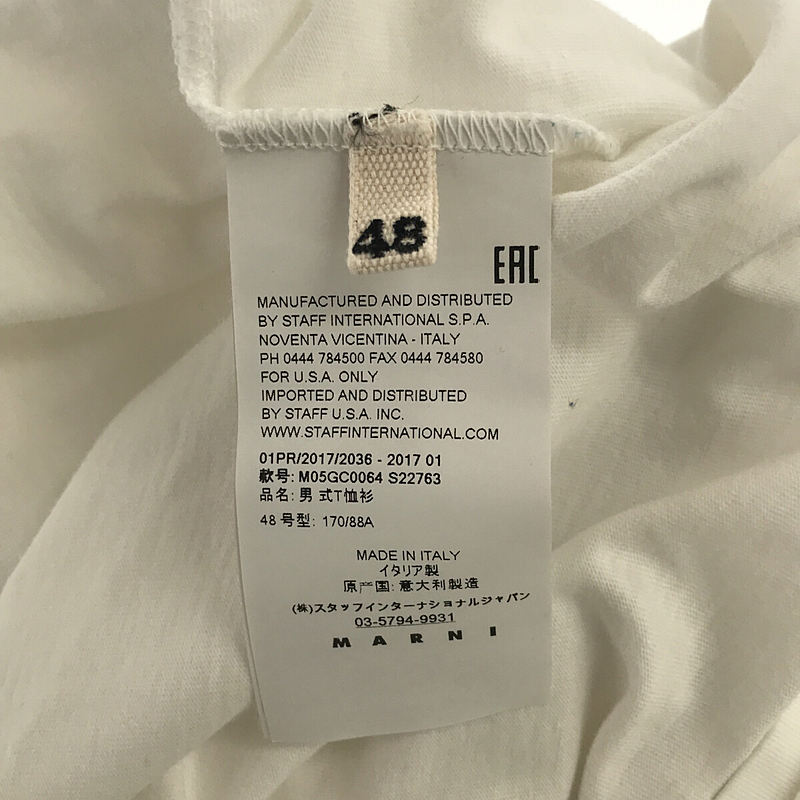 48
EAC
MANUFACTURED AND DISTRIBUTED
BY STAFF INTERNATIONAL S.P.A.
NOVENTA VICENTINA - ITALY
PH 0444 784500 FAX 0444 784580
FOR U.S.A. ONLY
IMPORTED AND DISTRIBUTED
BY STAFF U.S.A. INC.
WWW.STAFFINTERNATIONAL.COM
01PR/2017/2036 - 2017 01
款号: M05GC0064 S22763
品名: 男 式T恤衫
48 号型: 170/88A
MADE IN ITALY
イタリア製
原产国: 意大利製造
(株)スタッフインターナショナルジャパン
03-5794-9931
MARNI